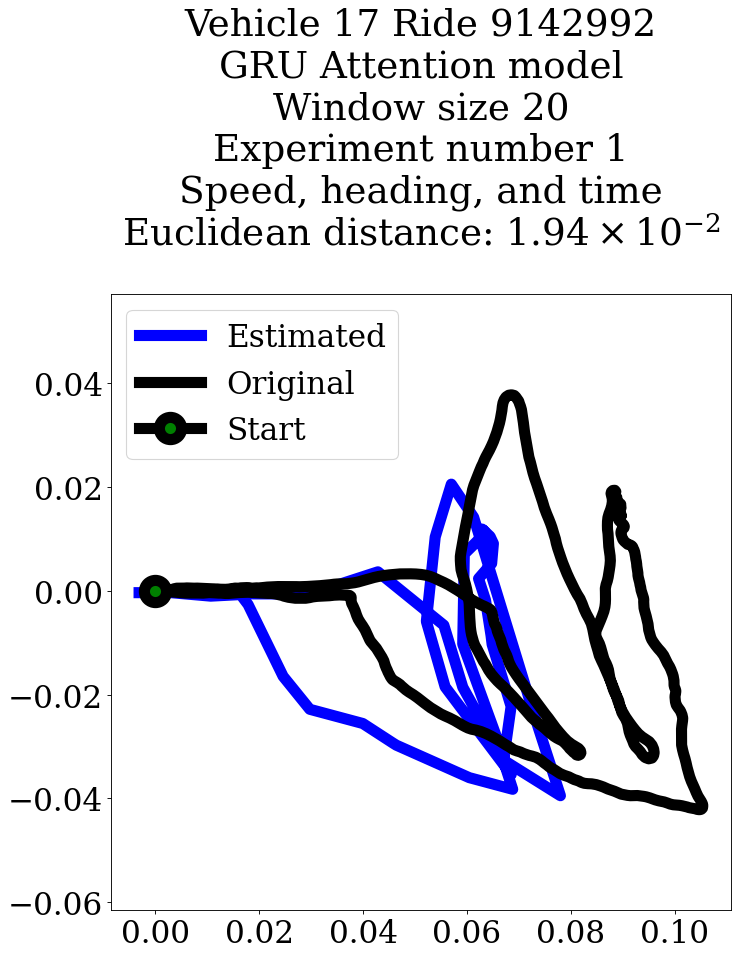 Vehicle 17 Ride 9142992
GRU Attention model
Window size 20
Experiment number 1
Speed, heading, and time
Euclidean distance: 1.94 × 10⁻²
Estimated
Original
Start
0.04
0.02
0.00
−0.02
−0.04
−0.06
0.00 0.02 0.04 0.06 0.08 0.10